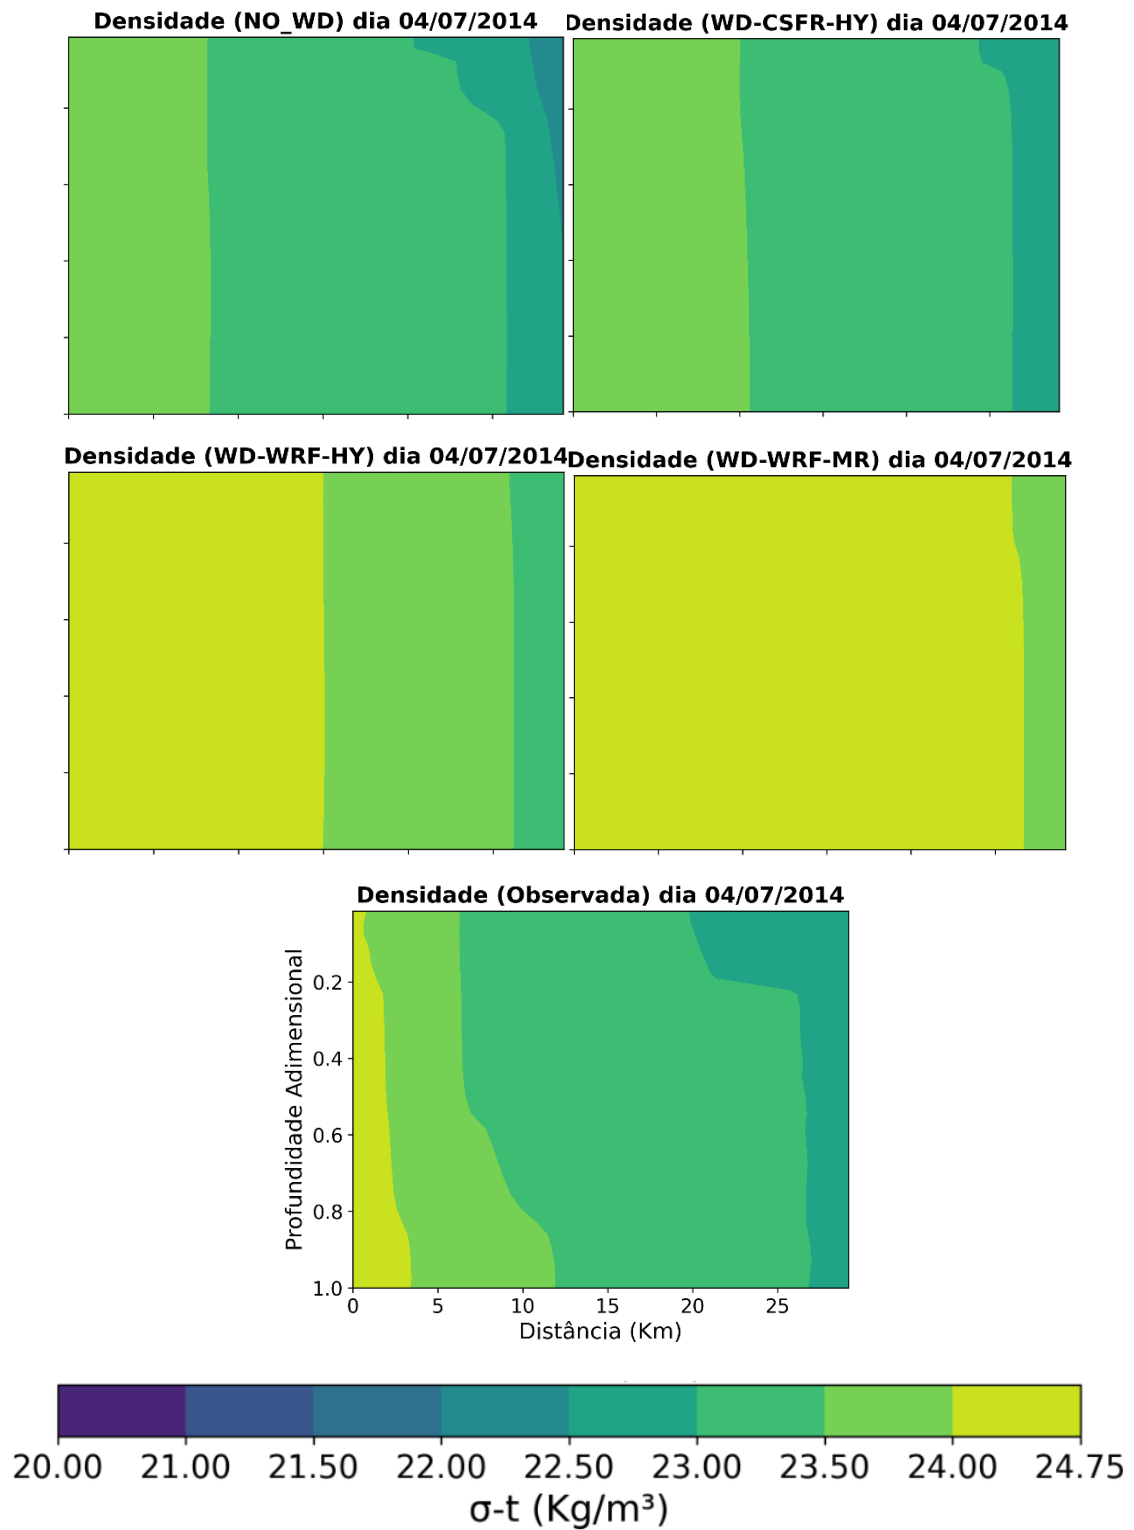 Densidade (NO_WD) dia 04/07/2014
Densidade (WD-CSFR-HY) dia 04/07/2014
Densidade (WD-WRF-HY) dia 04/07/2014
Densidade (WD-WRF-MR) dia 04/07/2014
Densidade (Observada) dia 04/07/2014
Profundidade Adimensional
0.2
0.4
0.6
0.8
1.0
0 5 10 15 20 25
Distância (Km)
20.00 21.00 21.50 22.00 22.50 23.00 23.50 24.00 24.75
σ-t (Kg/m³)